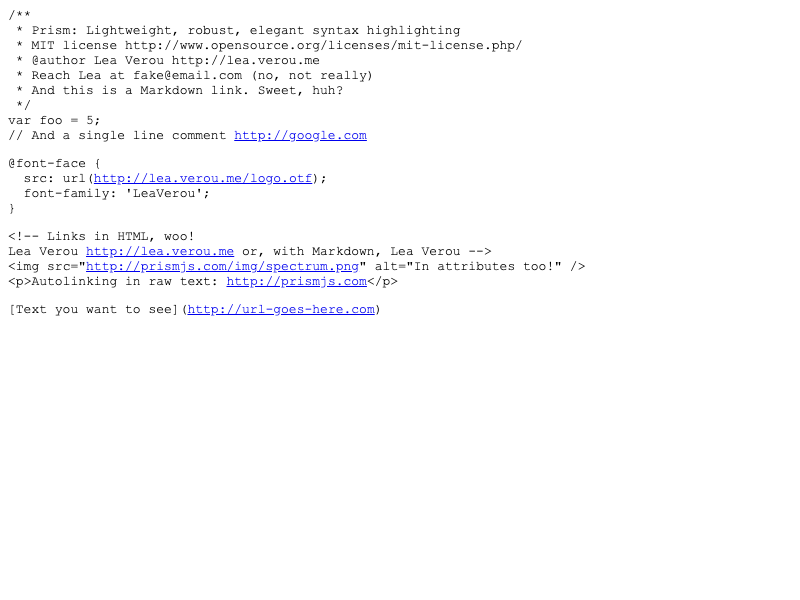 /**
 * Prism: Lightweight, robust, elegant syntax highlighting
 * MIT license http://www.opensource.org/licenses/mit-license.php/
 * @author Lea Verou http://lea.verou.me
 * Reach Lea at fake@email.com (no, not really)
 * And this is a Markdown link. Sweet, huh?
 */
var foo = 5;
// And a single line comment http://google.com
@font-face {
  src: url(http://lea.verou.me/logo.otf);
  font-family: 'LeaVerou';
}
<!-- Links in HTML, woo!
Lea Verou http://lea.verou.me or, with Markdown, Lea Verou -->
<img src="http://prismjs.com/img/spectrum.png" alt="In attributes too!" />
<p>Autolinking in raw text: http://prismjs.com</p>
[Text you want to see](http://url-goes-here.com)